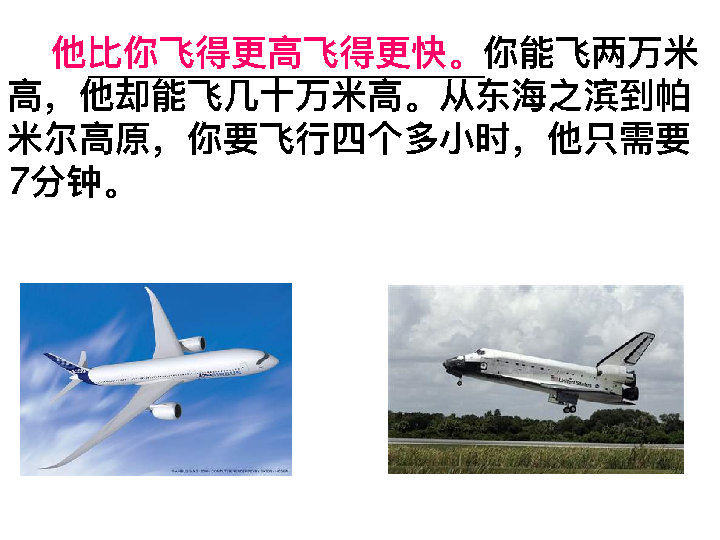 他比你飞得更高飞得更快。你能飞两万米
高，他却能飞几十万米高。从东海之滨到帕
米尔高原，你要飞行四个多小时，他只需要
7分钟。
United States